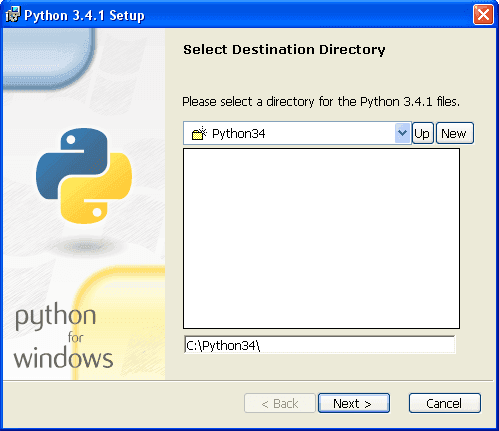 Python 3.4.1 Setup
Select Destination Directory
Please select a directory for the Python 3.4.1 files.
Python34
Up
New
C:\Python34\
python
for
windows
< Back
Next >
Cancel